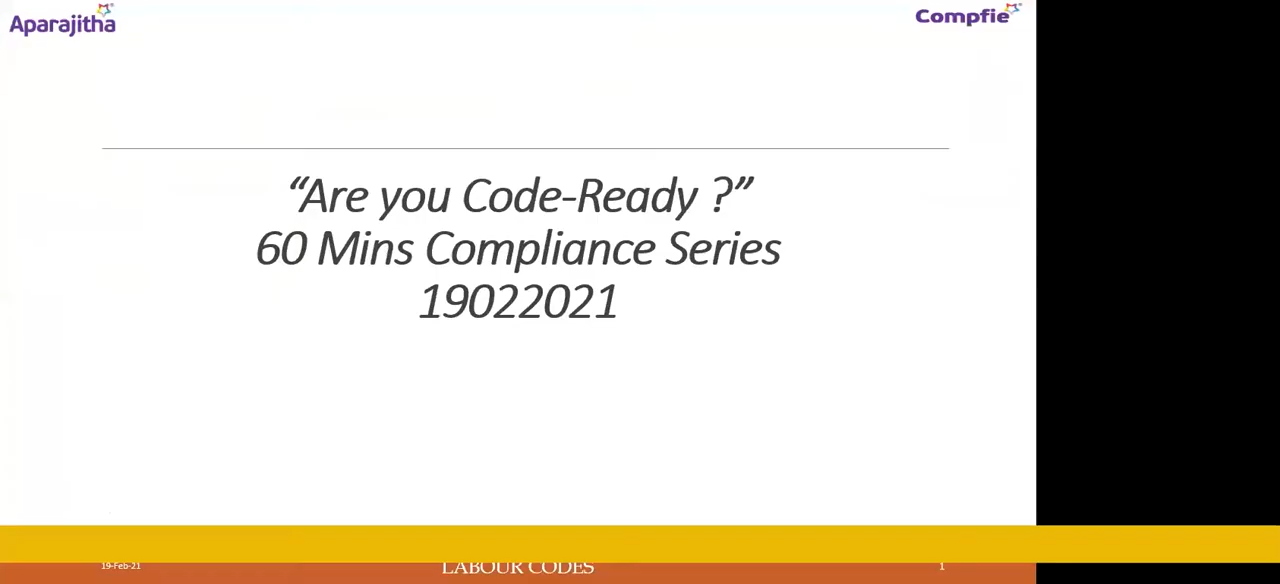 Aparajitha
Compfie
“Are you Code-Ready ?”
60 Mins Compliance Series
19022021
19-Feb-21
LABOUR CODES
1